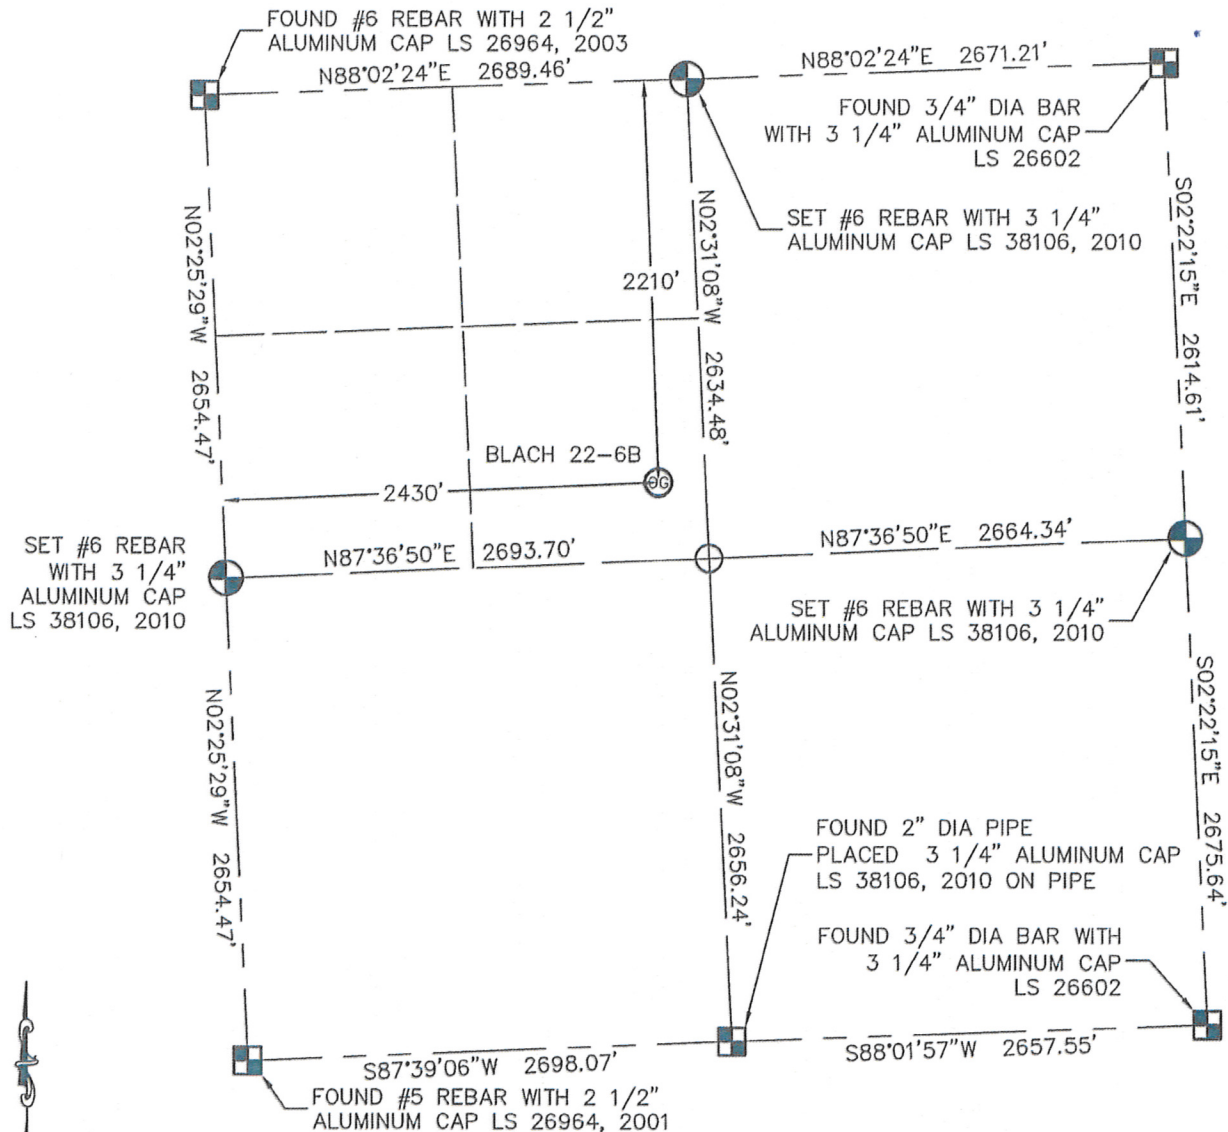 FOUND #6 REBAR WITH 2 1/2"
ALUMINUM CAP LS 26964, 2003
N88°02'24"E 2689.46'
N88°02'24"E 2671.21'
FOUND 3/4" DIA BAR
WITH 3 1/4" ALUMINUM CAP
LS 26602
SET #6 REBAR WITH 3 1/4"
ALUMINUM CAP LS 38106, 2010
N02°25'29"W 2654.47'
2210'
N02°31'08"W 2634.48'
S02°22'15"E 2614.61'
BLACH 22-6B
OG
2430'
SET #6 REBAR
WITH 3 1/4"
ALUMINUM CAP
LS 38106, 2010
N87°36'50"E 2693.70'
N87°36'50"E 2664.34'
SET #6 REBAR WITH 3 1/4"
ALUMINUM CAP LS 38106, 2010
N02°25'29"W 2654.47'
N02°31'08"W 2656.24'
S02°22'15"E 2675.64'
FOUND 2" DIA PIPE
PLACED 3 1/4" ALUMINUM CAP
LS 38106, 2010 ON PIPE
FOUND 3/4" DIA BAR WITH
3 1/4" ALUMINUM CAP
LS 26602
S87°39'06"W 2698.07'
S88°01'57"W 2657.55'
FOUND #5 REBAR WITH 2 1/2"
ALUMINUM CAP LS 26964, 2001